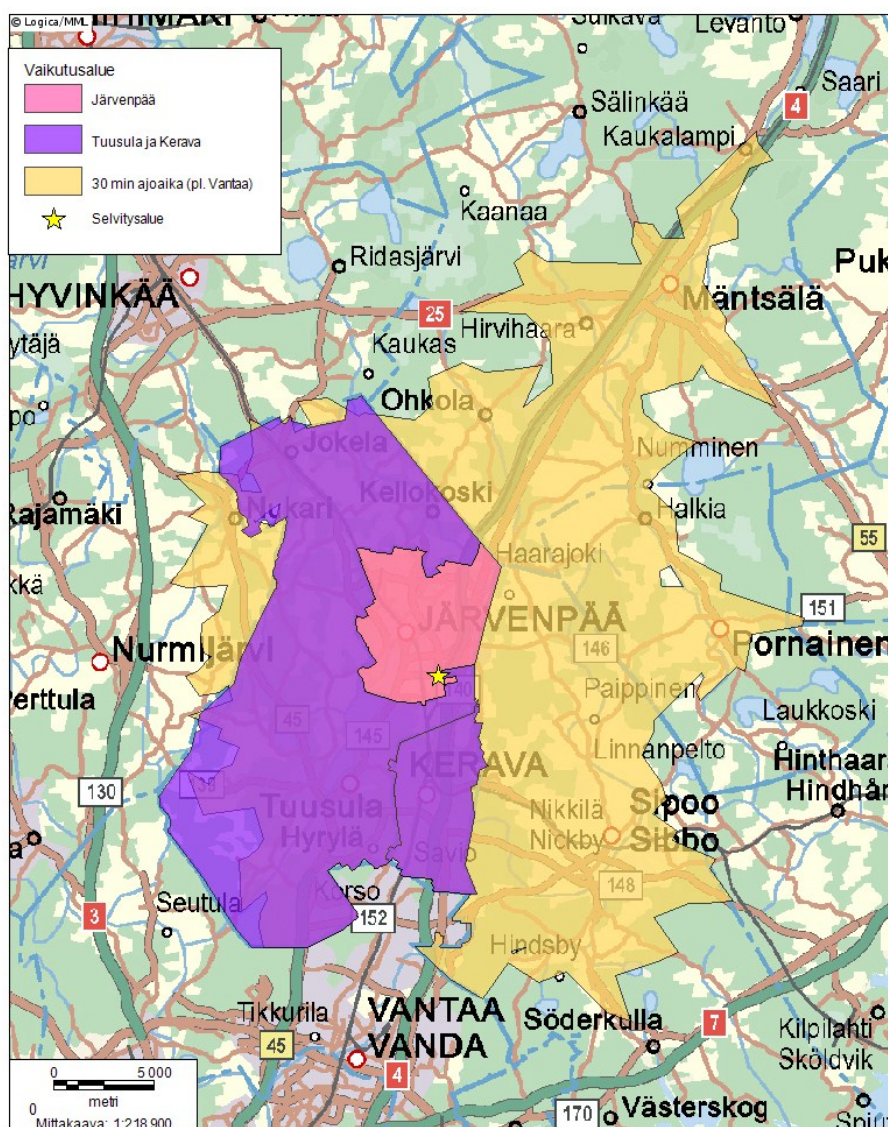 © Logica/MML
Vaikutusalue
Järvenpää
Tuusula ja Kerava
30 min ajoaika (pl. Vantaa)
Selvitysalue
Levanto
Saari
4
Sälinkää
Kaukalampi
Kaanaa
Ridasjärvi
HYVINKÄÄ
Puk
Mäntsälä
25
Hirvihaara
ytäjä
Kaukas
po
Ohkola
Jokela
Numminen
Kellokoski
Rajamäki
Nukari
Halkia
55
Haarajoki
kkä
151
JÄRVENPÄÄ
Nurmijärvi
146
Pornainen
Perttula
140
Paippinen
Laukkoski
45
145
Linnanpelto
KERAVA
Hinthaara
130
Hindhår
Tuusula
Nikkilä
Sipoo
Hyrylä
Nickby
Sibbo
Savio
148
Seutula
Korso
3
152
Hindsby
Tikkurila
VANTAA
VANDA
Söderkulla
7
Kilpilahti
Sköldvik
45
4
0 5 000
metri
0
Mittakaava: 1:218 900
170
Västerskog